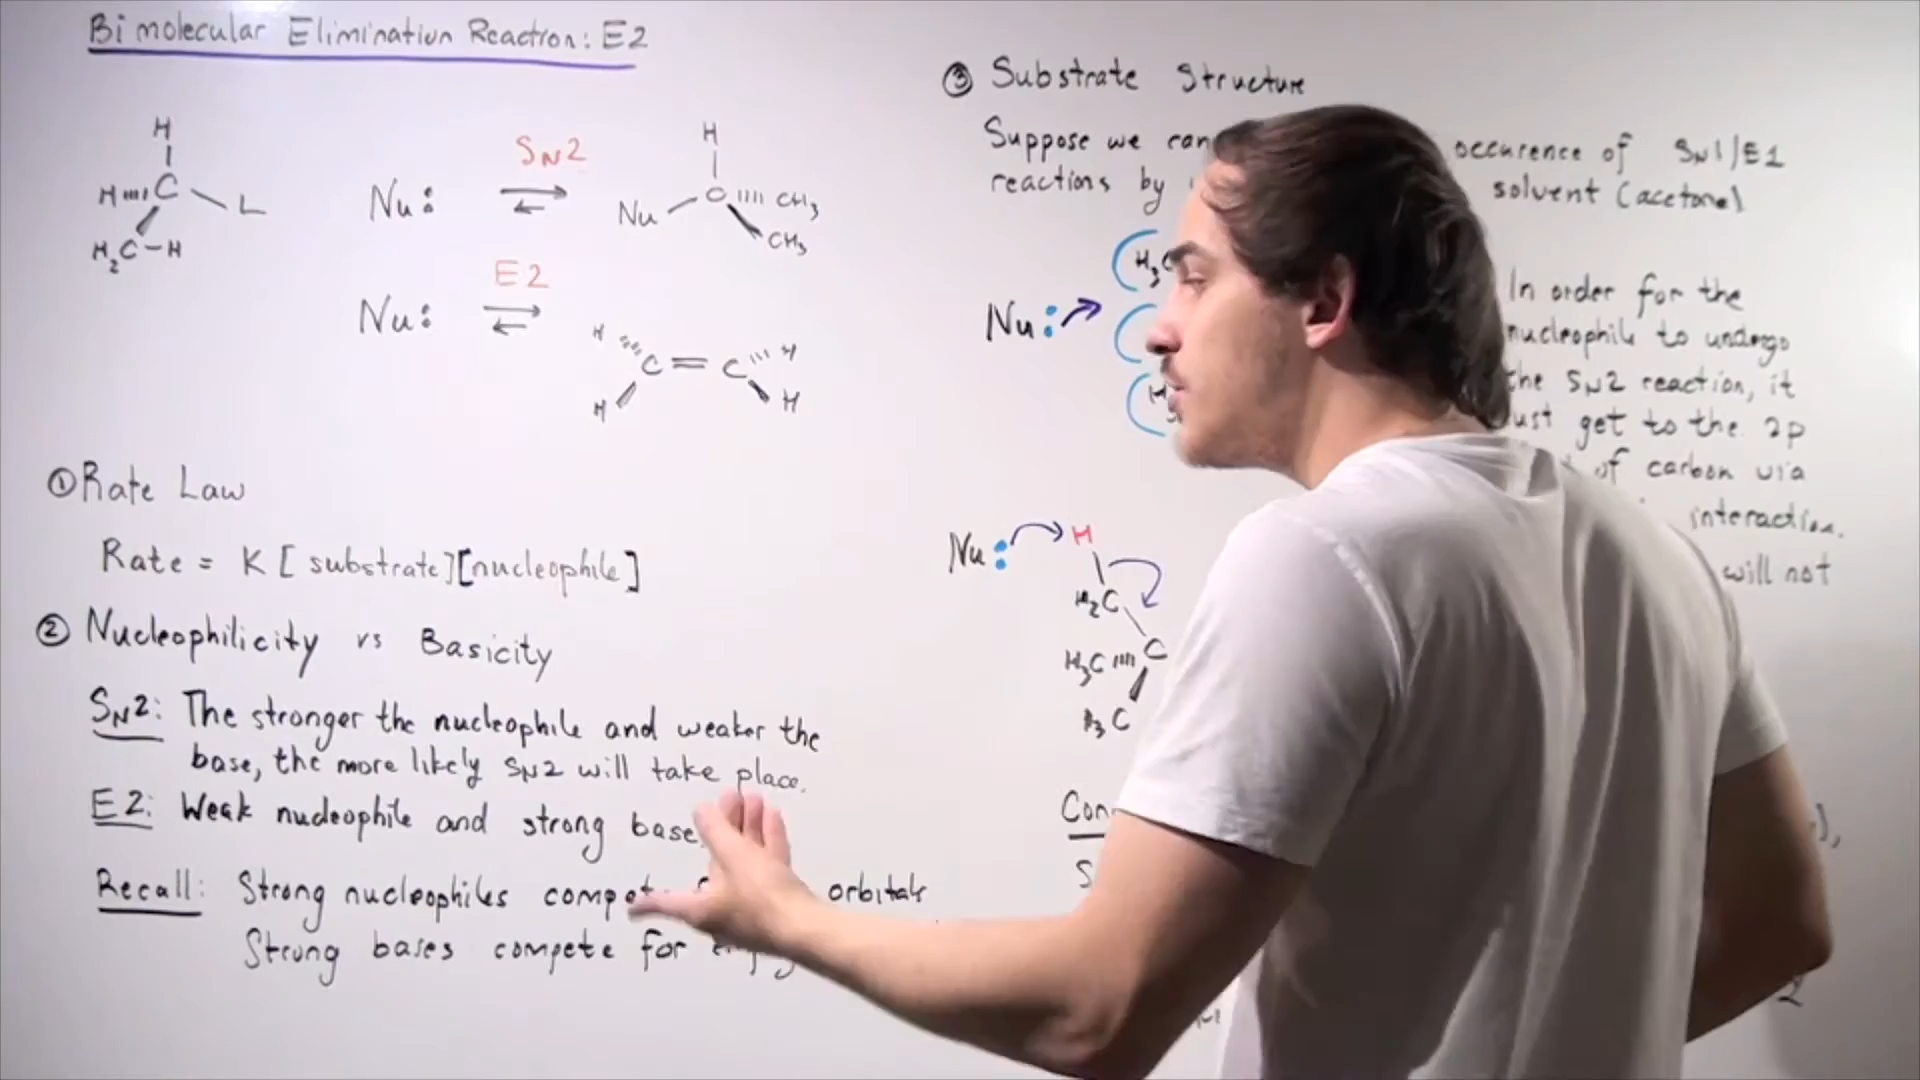 Bimolecular Elimination Reaction: E2
H
H C L
H₂C-H
Nu:
SN2
H
Nu C CH₃
CH₃
Nu:
E2
H C=C H
H H
① Rate Law
Rate = K[substrate][nucleophile]
② Nucleophilicity vs Basicity
SN2: The stronger the nucleophile and weaker the
base, the more likely SN2 will take place.
E2: Weak nucleophile and strong base.
Recall: Strong nucleophiles orbitals
Strong bases compete for
③ Substrate Structure
Suppose we can occurence of SN1/E1
reactions by solvent (acetone)
H₃C
Nu:
In order for the
nucleophile to undergo
the SN2 reaction, it
get to the 2p
of carbon via
interaction.
will not
Nu: H
H₂C
H₃C C
H₃C